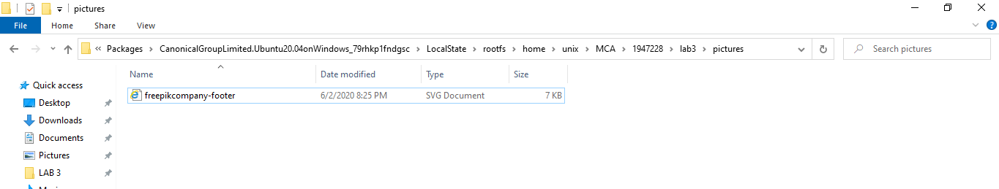 pictures
File Home Share View
« Packages > CanonicalGroupLimited.Ubuntu20.04onWindows_79rhkp1fndgsc > LocalState > rootfs > home > unix > MCA > 1947228 > lab3 > pictures
Search pictures
Name Date modified Type Size
Quick access
freepikcompany-footer 6/2/2020 8:25 PM SVG Document 7 KB
Desktop
Downloads
Documents
Pictures
LAB 3